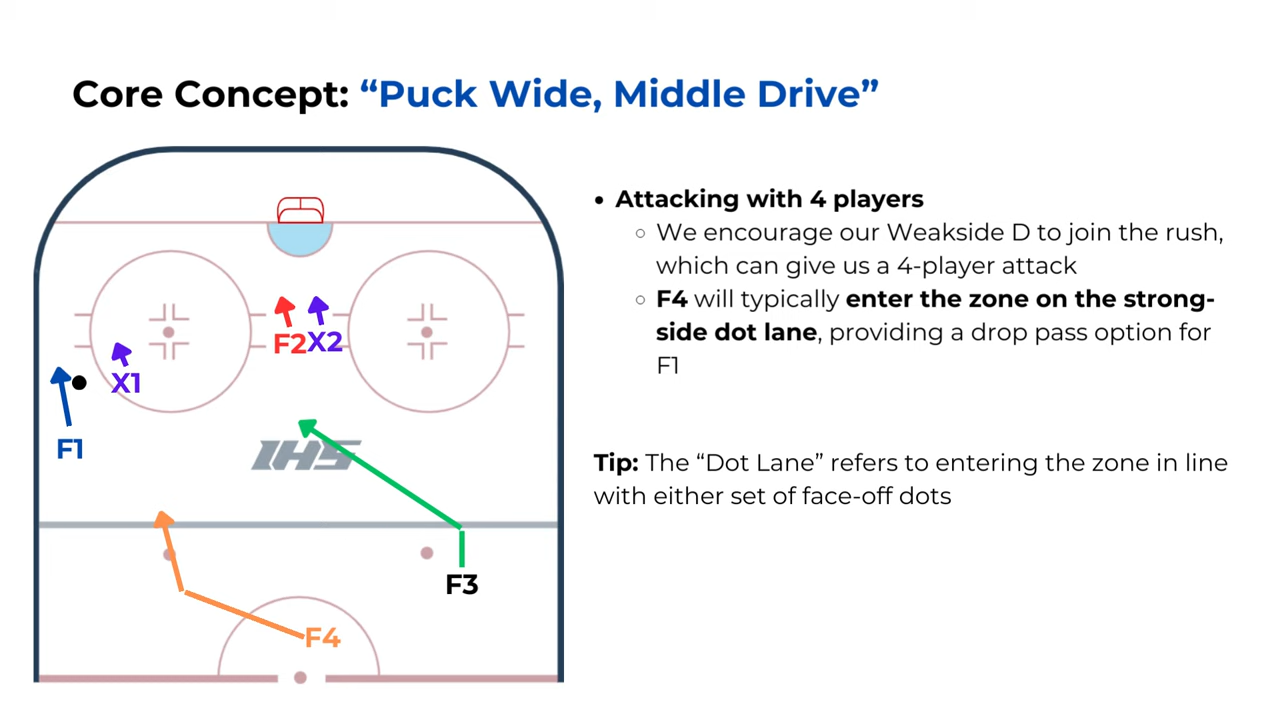 Core Concept: “Puck Wide, Middle Drive”
• Attacking with 4 players
○ We encourage our Weakside D to join the rush,
which can give us a 4-player attack
○ F4 will typically enter the zone on the strong-
side dot lane, providing a drop pass option for
F1
Tip: The “Dot Lane” refers to entering the zone in line
with either set of face-off dots
F2 X2
X1
F1
IHS
F3
F4